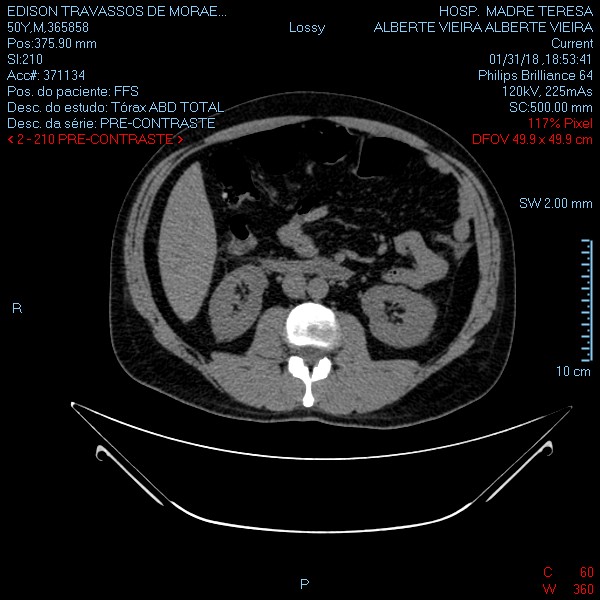 EDISON TRAVASSOS DE MORAE...
50Y,M,365858
Pos:375.90 mm
Sl:210
Acc#: 371134
Pos. do paciente: FFS
Desc. do estudo: Tórax ABD TOTAL
Desc. da série: PRE-CONTRASTE
< 2 - 210 PRE-CONTRASTE >
Lossy
HOSP. MADRE TERESA
ALBERTE VIEIRA ALBERTE VIEIRA
Current
01/31/18 ,18:53:41
Philips Brilliance 64
120kV, 225mAs
SC:500.00 mm
117% Pixel
DFOV 49.9 x 49.9 cm
SW 2.00 mm
R
10 cm
P
C 60
W 360